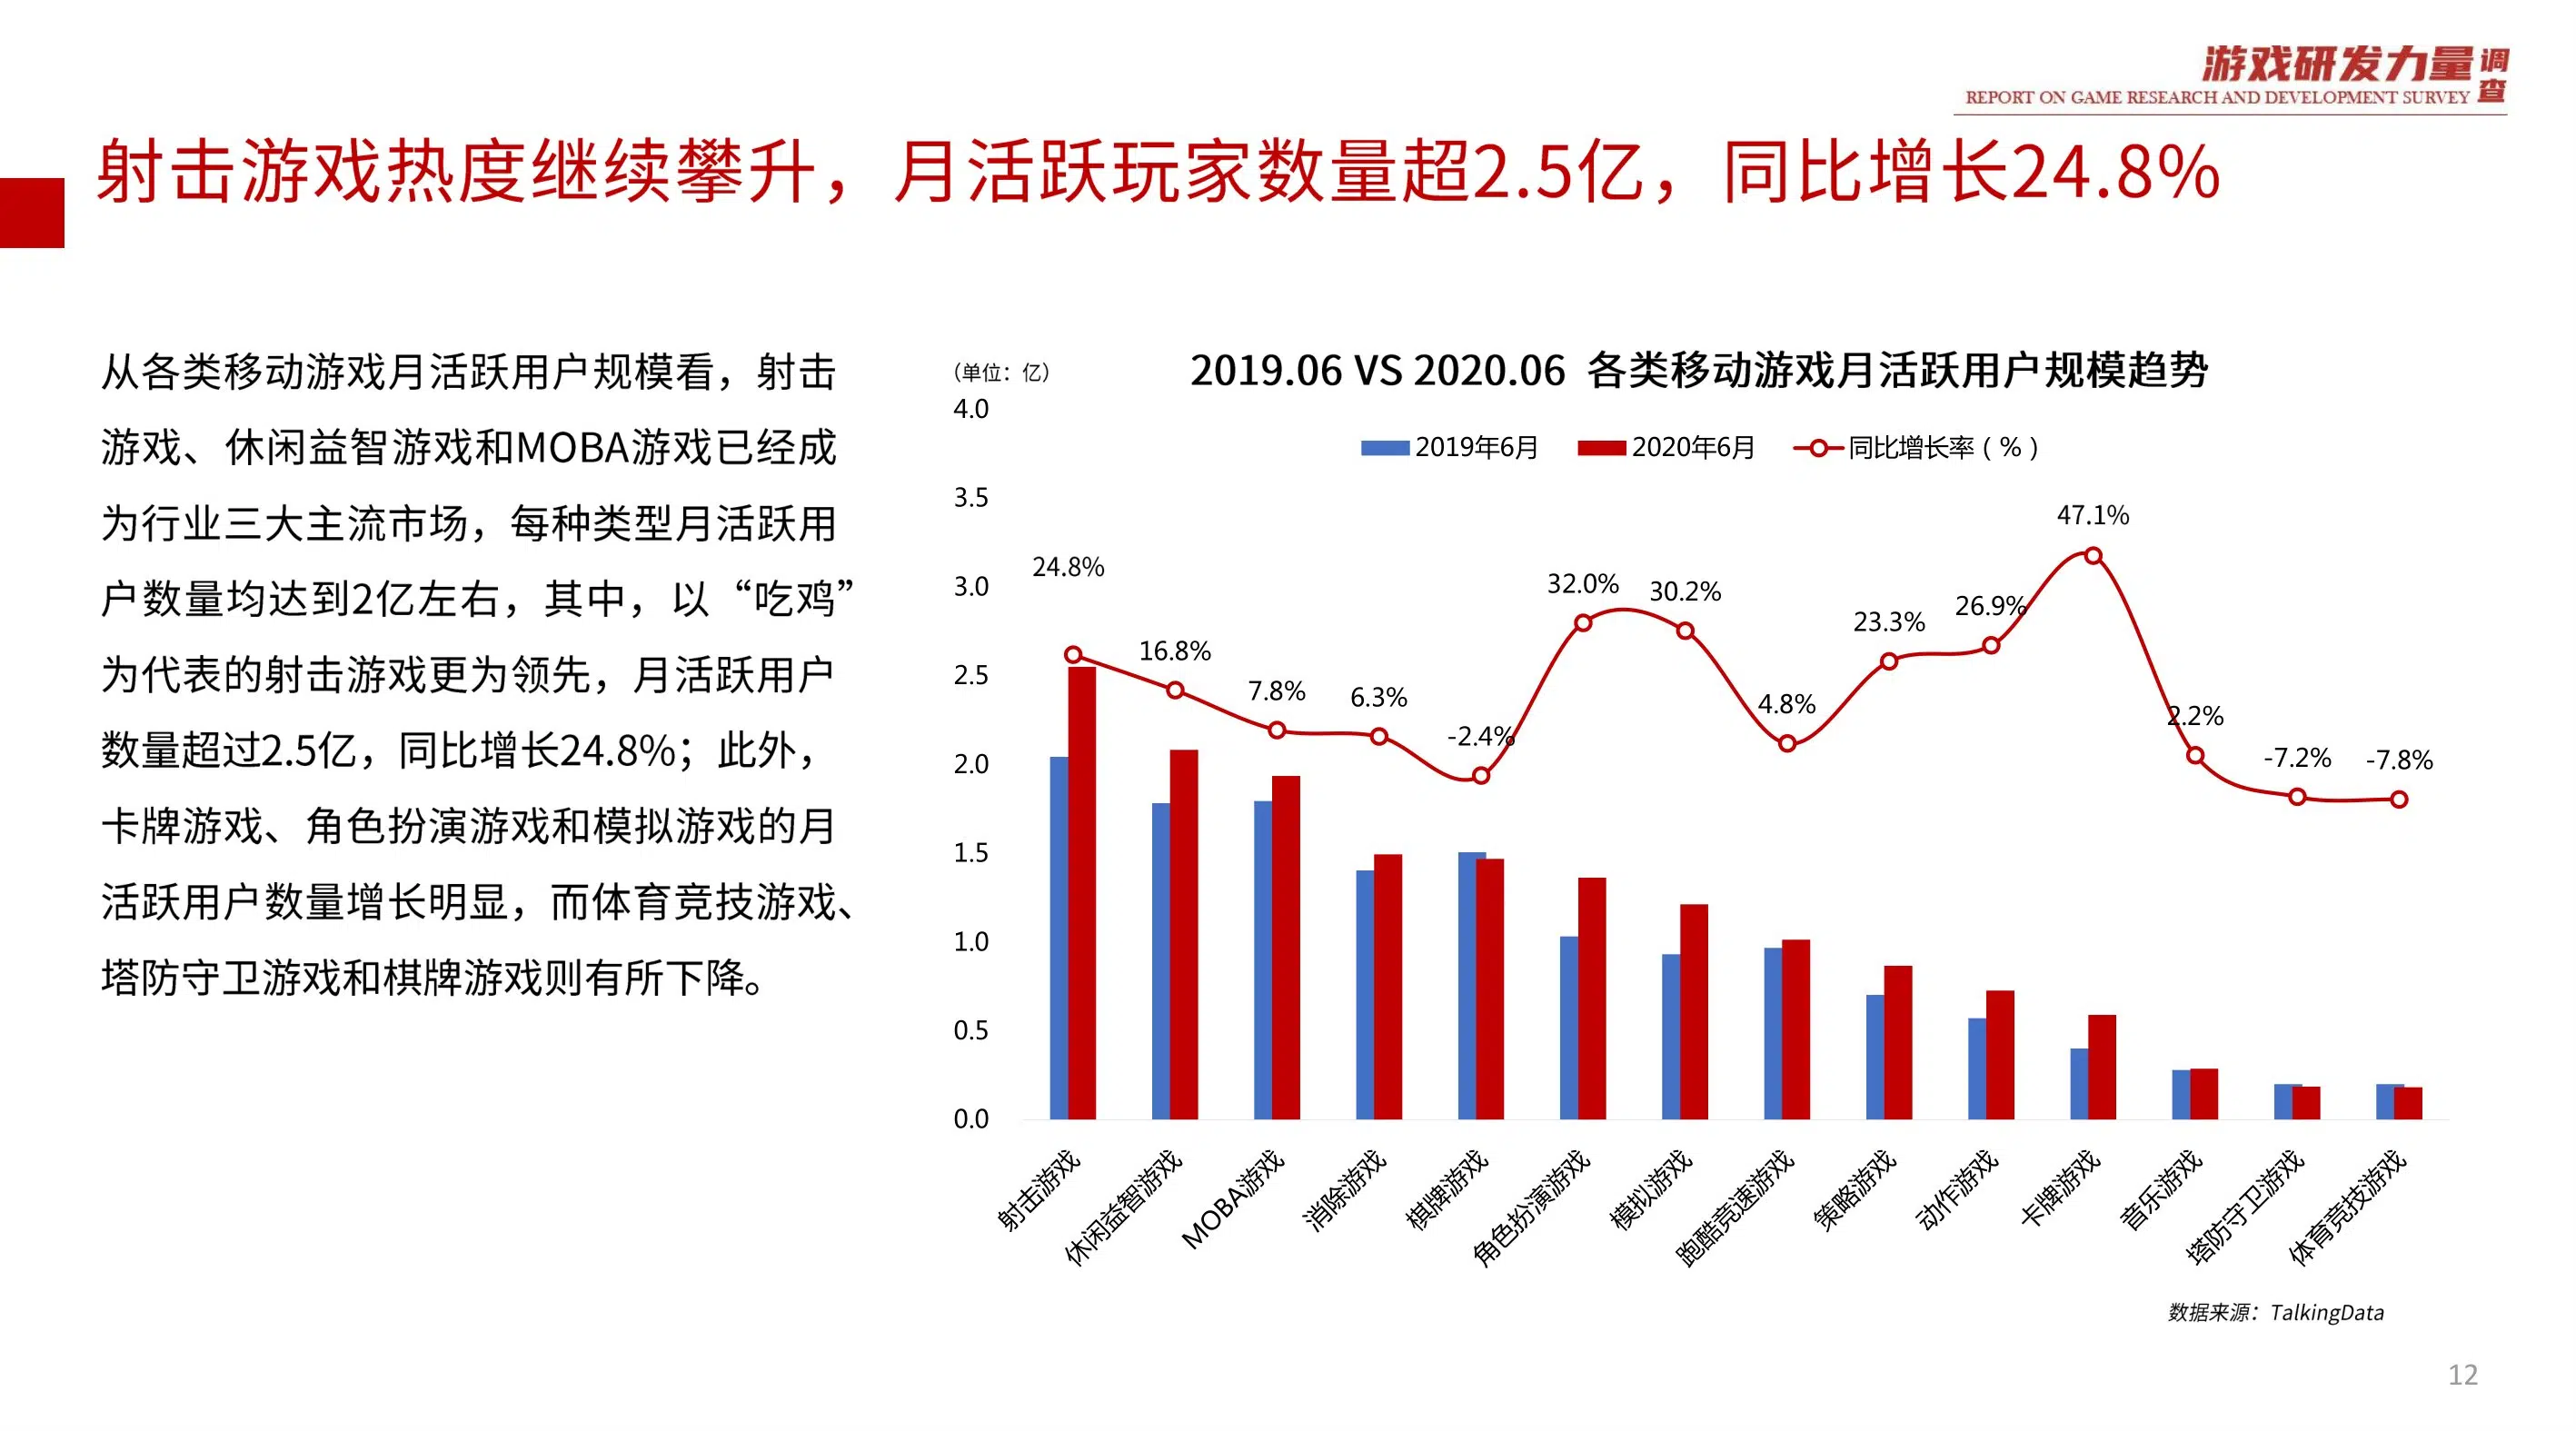 游戏研发力量调查
REPORT ON GAME RESEARCH AND DEVELOPMENT SURVEY
射击游戏热度继续攀升，月活跃玩家数量超2.5亿，同比增长24.8%
从各类移动游戏月活跃用户规模看，射击
游戏、休闲益智游戏和MOBA游戏已经成
为行业三大主流市场，每种类型月活跃用
户数量均达到2亿左右，其中，以“吃鸡”
为代表的射击游戏更为领先，月活跃用户
数量超过2.5亿，同比增长24.8%；此外，
卡牌游戏、角色扮演游戏和模拟游戏的月
活跃用户数量增长明显，而体育竞技游戏、
塔防守卫游戏和棋牌游戏则有所下降。
（单位：亿）
2019.06 VS 2020.06 各类移动游戏月活跃用户规模趋势
2019年6月
2020年6月
同比增长率（%）
4.0
3.5
3.0
2.5
2.0
1.5
1.0
0.5
0.0
24.8%
16.8%
7.8%
6.3%
-2.4%
32.0%
30.2%
4.8%
23.3%
26.9%
47.1%
2.2%
-7.2%
-7.8%
射击游戏
休闲益智游戏
MOBA游戏
消除游戏
棋牌游戏
角色扮演游戏
模拟游戏
跑酷竞速游戏
策略游戏
动作游戏
卡牌游戏
音乐游戏
塔防守卫游戏
体育竞技游戏
数据来源：TalkingData
12